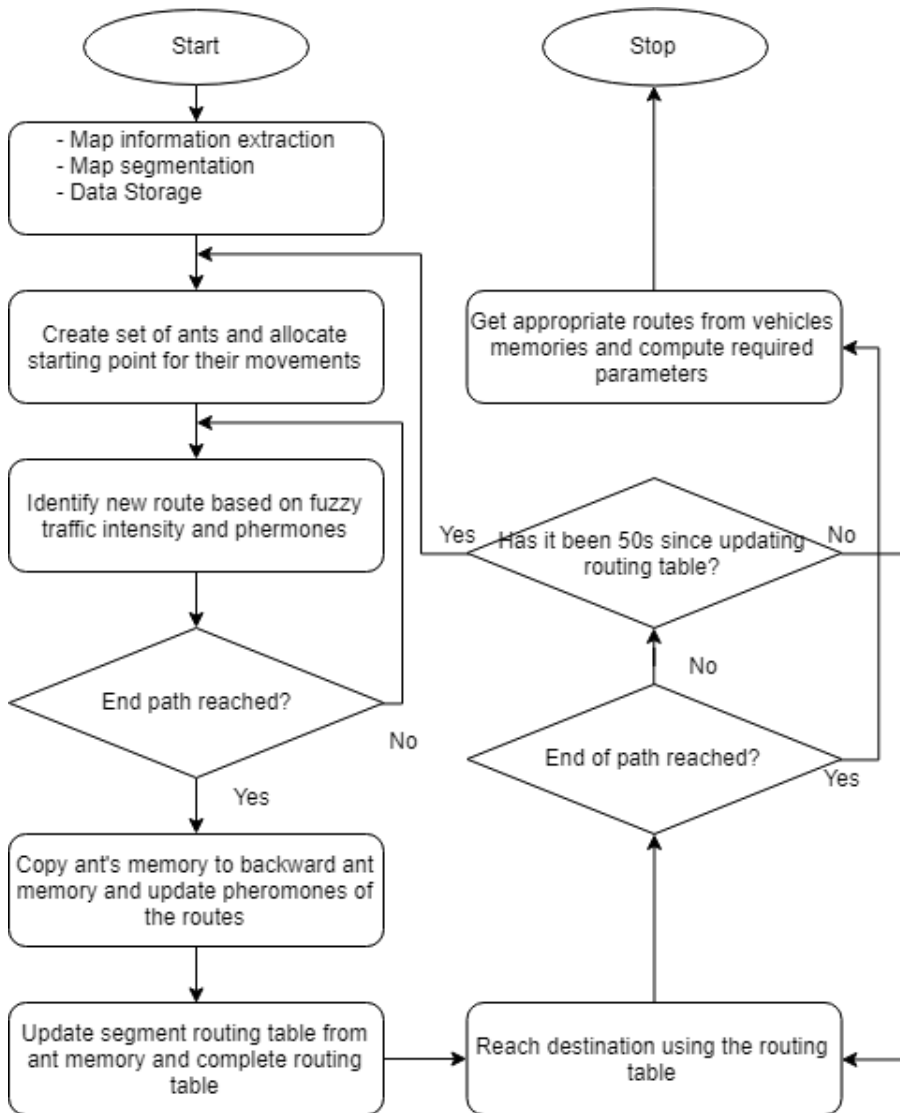 Start
- Map information extraction
- Map segmentation
- Data Storage
Create set of ants and allocate
starting point for their movements
Identify new route based on fuzzy
traffic intensity and phermones
End path reached?
No
Yes
Copy ant's memory to backward ant
memory and update pheromones of
the routes
Update segment routing table from
ant memory and complete routing
table
Reach destination using the routing
table
End of path reached?
Yes
No
Has it been 50s since updating
routing table?
Yes
No
Get appropriate routes from vehicles
memories and compute required
parameters
Stop